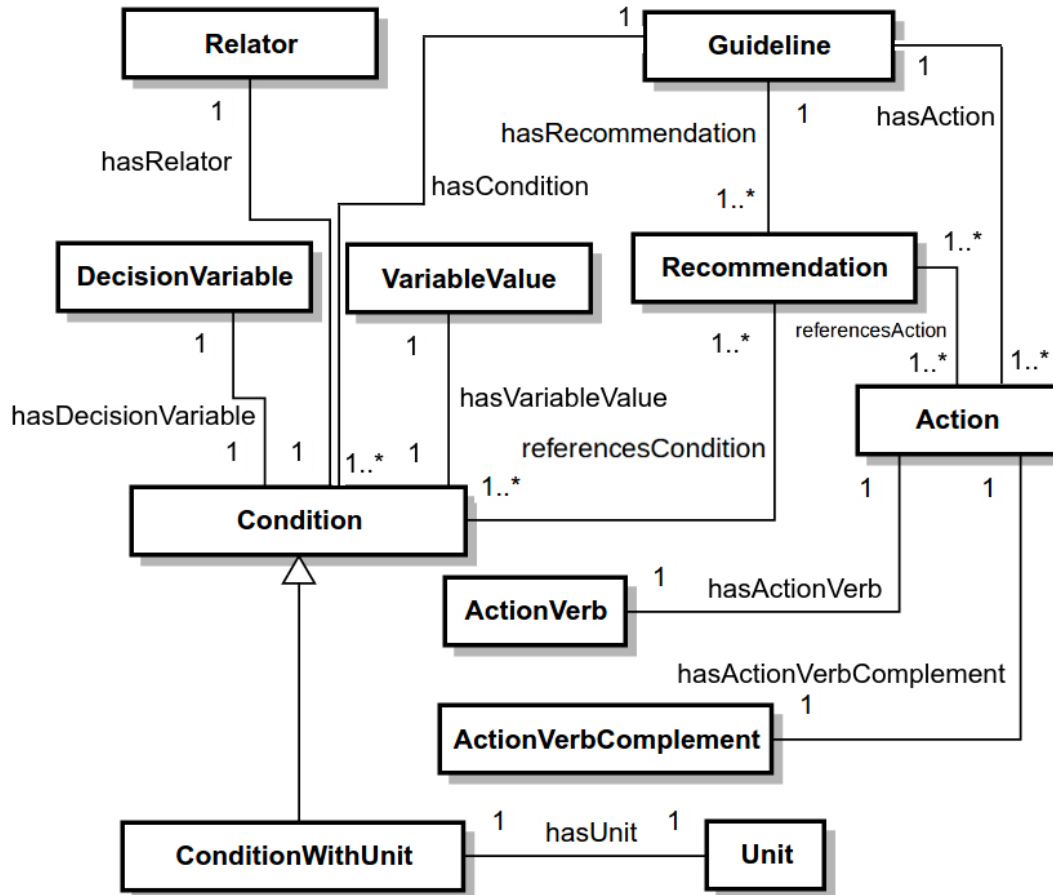 Relator
1
Guideline
1
1
1
hasRecommendation
hasAction
hasRelator
hasCondition
1..*
DecisionVariable
VariableValue
Recommendation
1..*
1
1
1..*
referencesAction
1..*
1..*
hasDecisionVariable
hasVariableValue
Action
1
1
1..*
1
referencesCondition
1..*
1
1
Condition
1
hasActionVerb
ActionVerb
hasActionVerbComplement
1
ActionVerbComplement
1
hasUnit
1
ConditionWithUnit
Unit